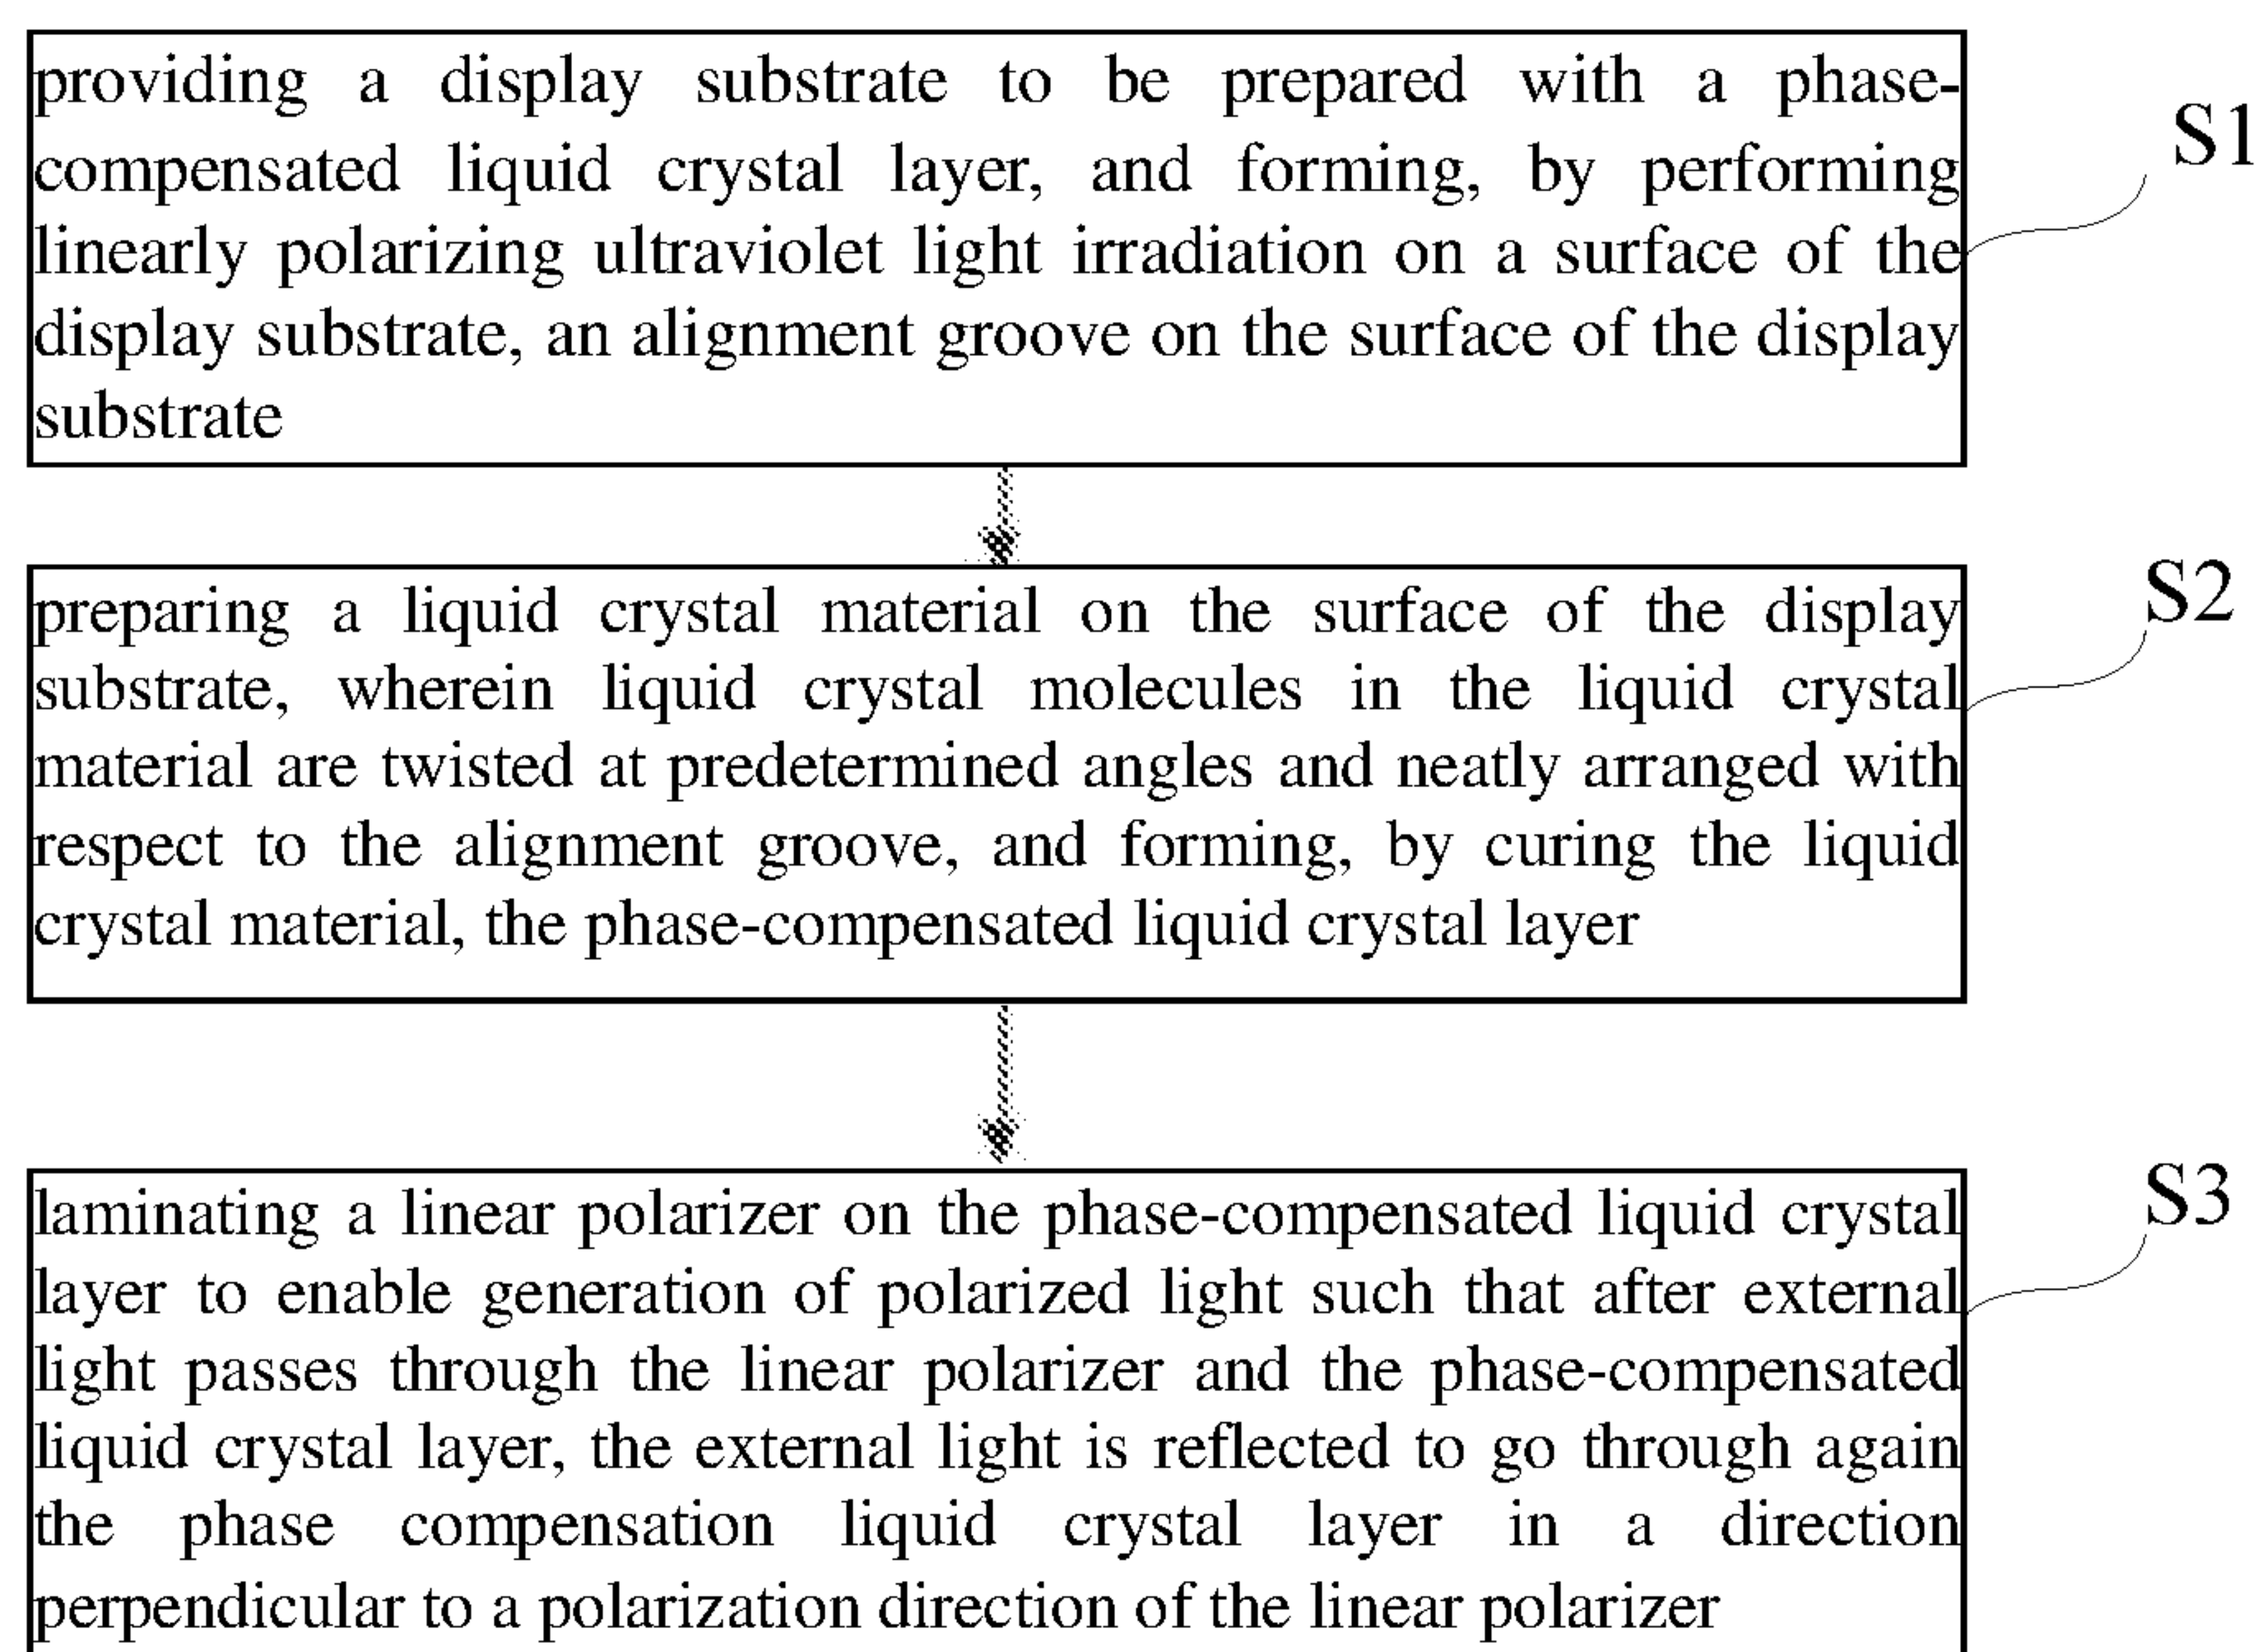 providing a display substrate to be prepared with a phase-
compensated liquid crystal layer, and forming, by performing
linearly polarizing ultraviolet light irradiation on a surface of the
display substrate, an alignment groove on the surface of the display
substrate
S1
preparing a liquid crystal material on the surface of the display
substrate, wherein liquid crystal molecules in the liquid crystal
material are twisted at predetermined angles and neatly arranged with
respect to the alignment groove, and forming, by curing the liquid
crystal material, the phase-compensated liquid crystal layer
S2
laminating a linear polarizer on the phase-compensated liquid crystal
layer to enable generation of polarized light such that after external
light passes through the linear polarizer and the phase-compensated
liquid crystal layer, the external light is reflected to go through again
the phase compensation liquid crystal layer in a direction
perpendicular to a polarization direction of the linear polarizer
S3